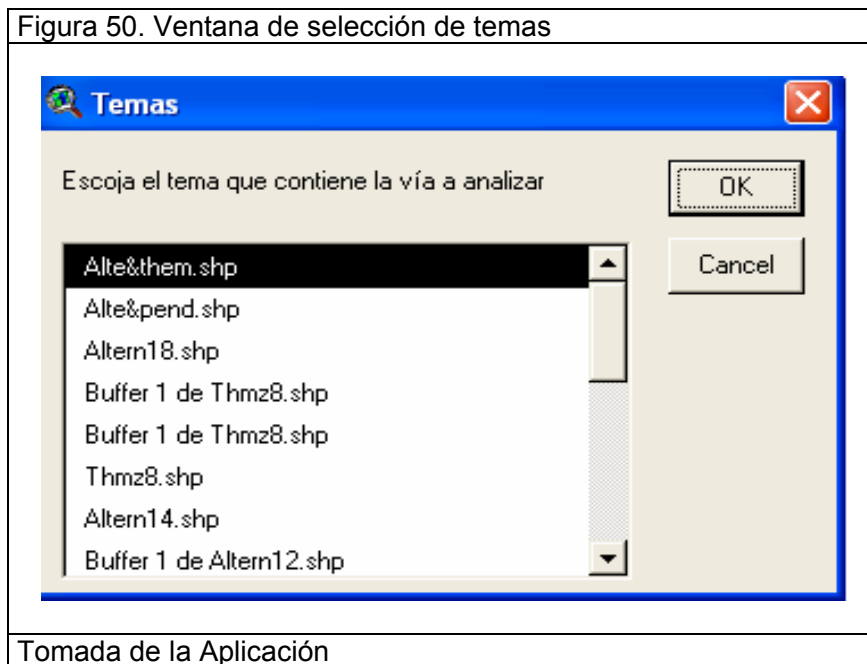 Figura 50. Ventana de selección de temas
Temas
Escoja el tema que contiene la vía a analizar
OK
Cancel
Alte&them.shp
Alte&pend.shp
Altern18.shp
Buffer 1 de Thmz8.shp
Buffer 1 de Thmz8.shp
Thmz8.shp
Altern14.shp
Buffer 1 de Altern12.shp
Tomada de la Aplicación